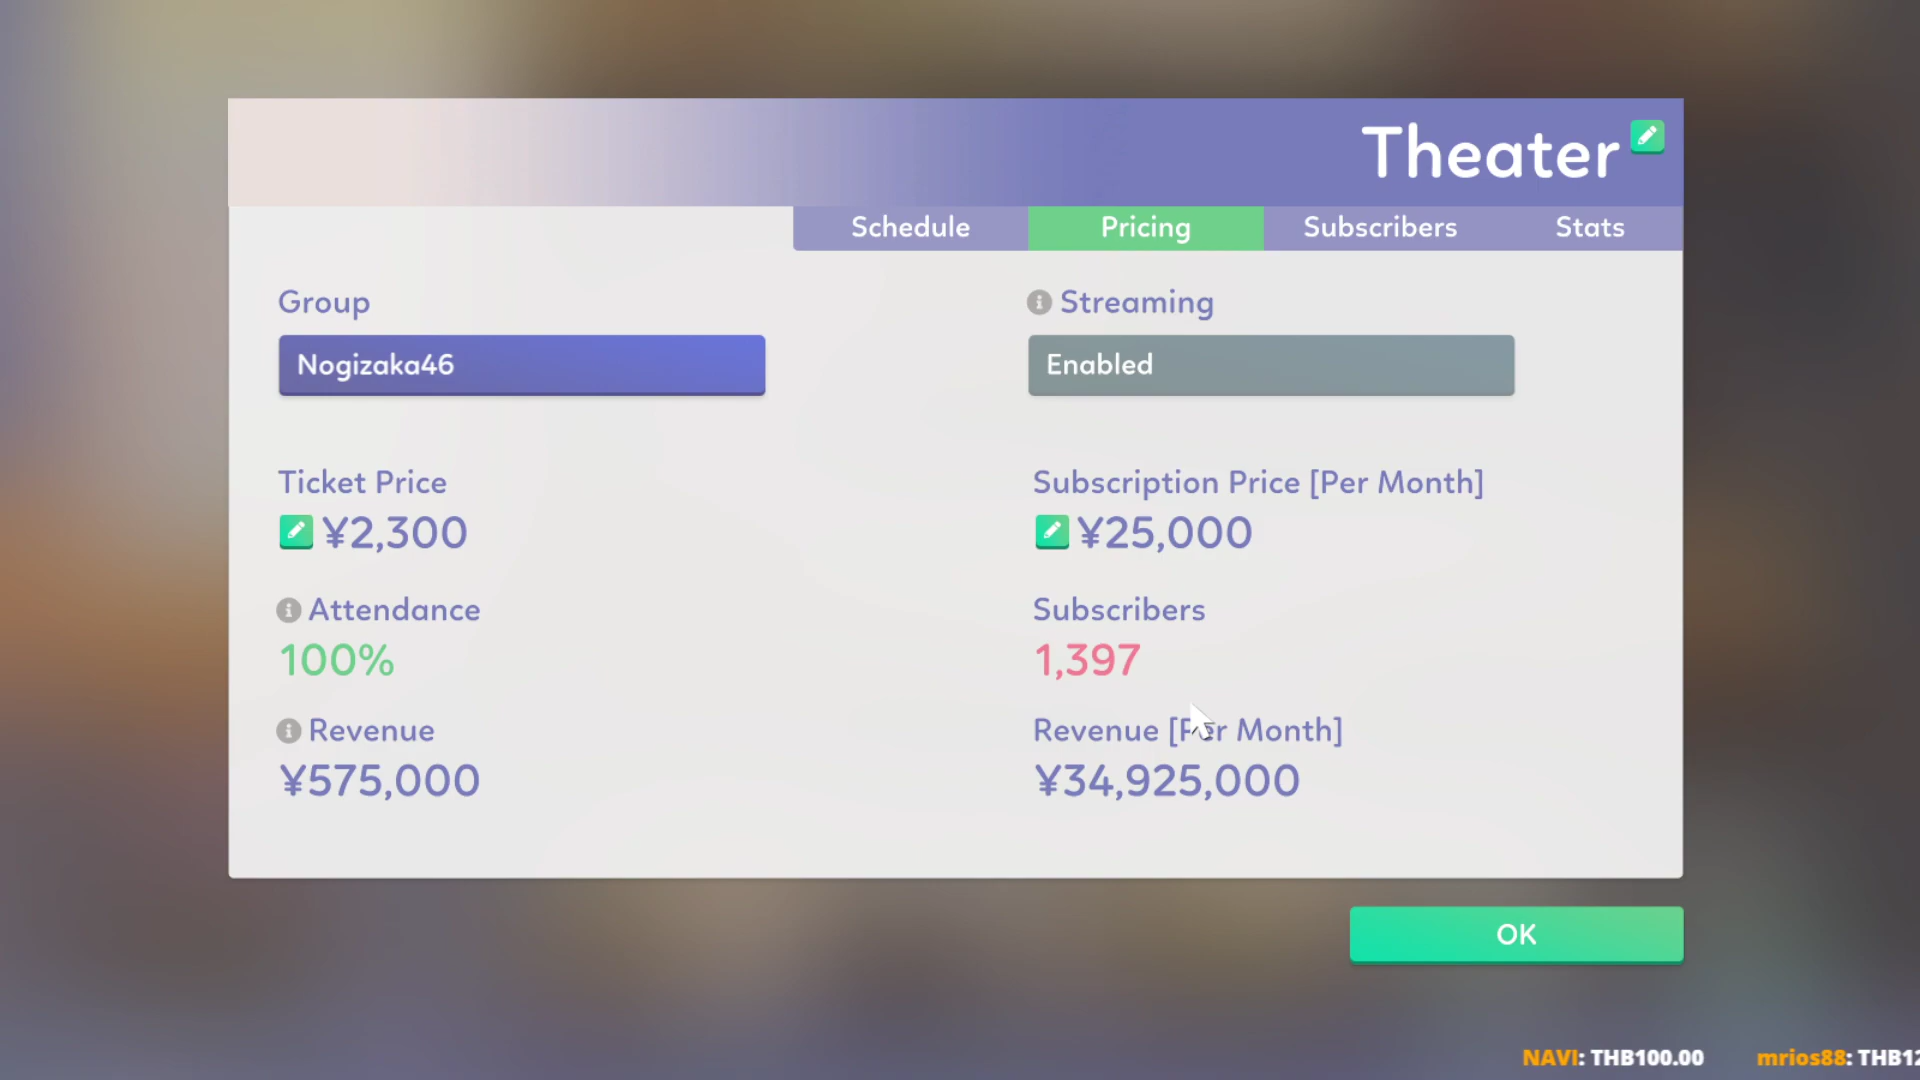 Theater
Schedule Pricing Subscribers Stats
Group
Nogizaka46
Streaming
Enabled
Ticket Price
¥2,300
Attendance
100%
Revenue
¥575,000
Subscription Price [Per Month]
¥25,000
Subscribers
1,397
Revenue [Per Month]
¥34,925,000
OK
NAVI: THB100.00 mrios88: THB12